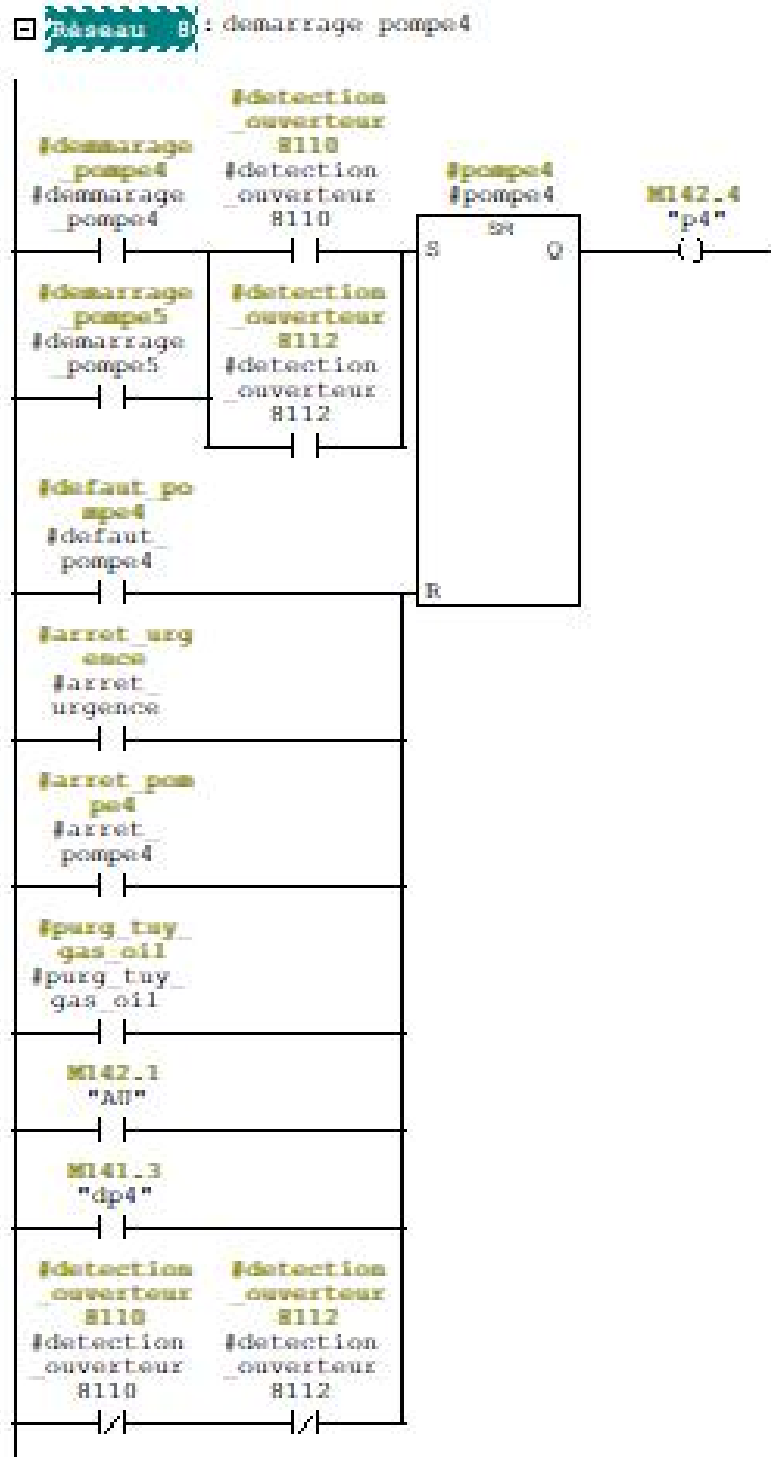 Réseau 8 : demarrage pompe4
#demmarage
_pompe4
#demmarage
_pompe4
#detection
_ouverteur
8110
#detection
_ouverteur
8110
#pompe4
#pompe4
SR
S
Q
M142.4
"p4"
#demarrage
_pompe5
#demarrage
_pompe5
#detection
_ouverteur
8112
#detection
_ouverteur
8112
#defaut_po
mpe4
#defaut_
pompe4
R
#arret_urg
ence
#arret_
urgence
#arret_pom
pe4
#arret_
pompe4
#purg_tuy_
gas_oil
#purg_tuy_
gas_oil
M142.1
"AU"
M141.3
"dp4"
#detection
_ouverteur
8110
#detection
_ouverteur
8110
#detection
_ouverteur
8112
#detection
_ouverteur
8112